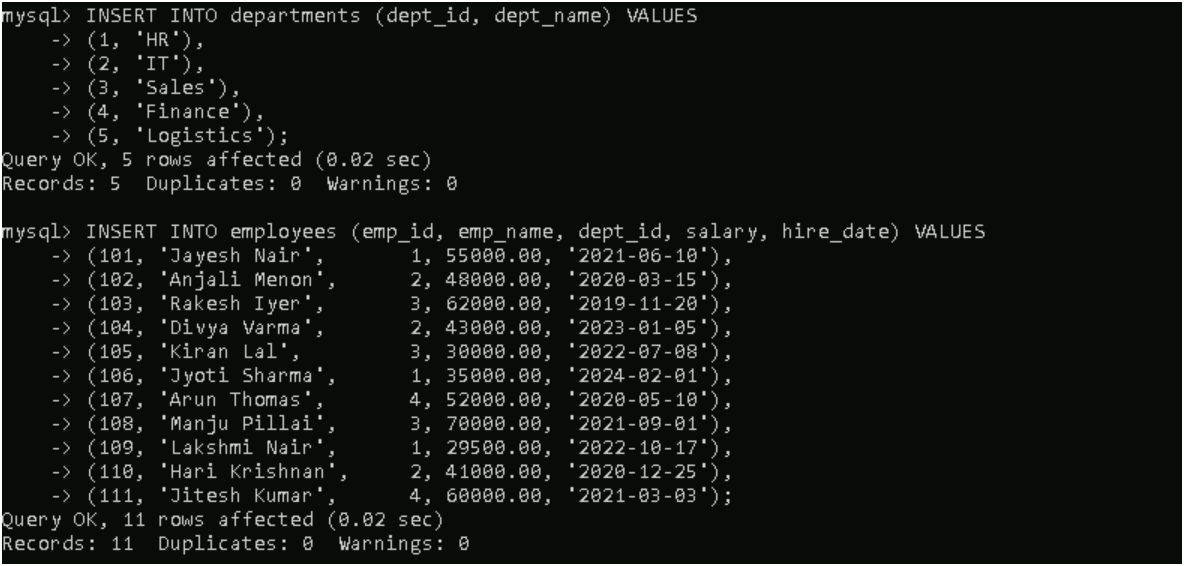 mysql> INSERT INTO departments (dept_id, dept_name) VALUES
    -> (1, 'HR'),
    -> (2, 'IT'),
    -> (3, 'Sales'),
    -> (4, 'Finance'),
    -> (5, 'Logistics');
Query OK, 5 rows affected (0.02 sec)
Records: 5  Duplicates: 0  Warnings: 0

mysql> INSERT INTO employees (emp_id, emp_name, dept_id, salary, hire_date) VALUES
    -> (101, 'Jayesh Nair',       1, 55000.00, '2021-06-10'),
    -> (102, 'Anjali Menon',      2, 48000.00, '2020-03-15'),
    -> (103, 'Rakesh Iyer',       3, 62000.00, '2019-11-20'),
    -> (104, 'Divya Varma',       2, 43000.00, '2023-01-05'),
    -> (105, 'Kiran Lal',         3, 30000.00, '2022-07-08'),
    -> (106, 'Jyoti Sharma',      1, 35000.00, '2024-02-01'),
    -> (107, 'Arun Thomas',       4, 52000.00, '2020-05-10'),
    -> (108, 'Manju Pillai',      3, 70000.00, '2021-09-01'),
    -> (109, 'Lakshmi Nair',      1, 29500.00, '2022-10-17'),
    -> (110, 'Hari Krishnan',     2, 41000.00, '2020-12-25'),
    -> (111, 'Jitesh Kumar',      4, 60000.00, '2021-03-03');
Query OK, 11 rows affected (0.02 sec)
Records: 11  Duplicates: 0  Warnings: 0